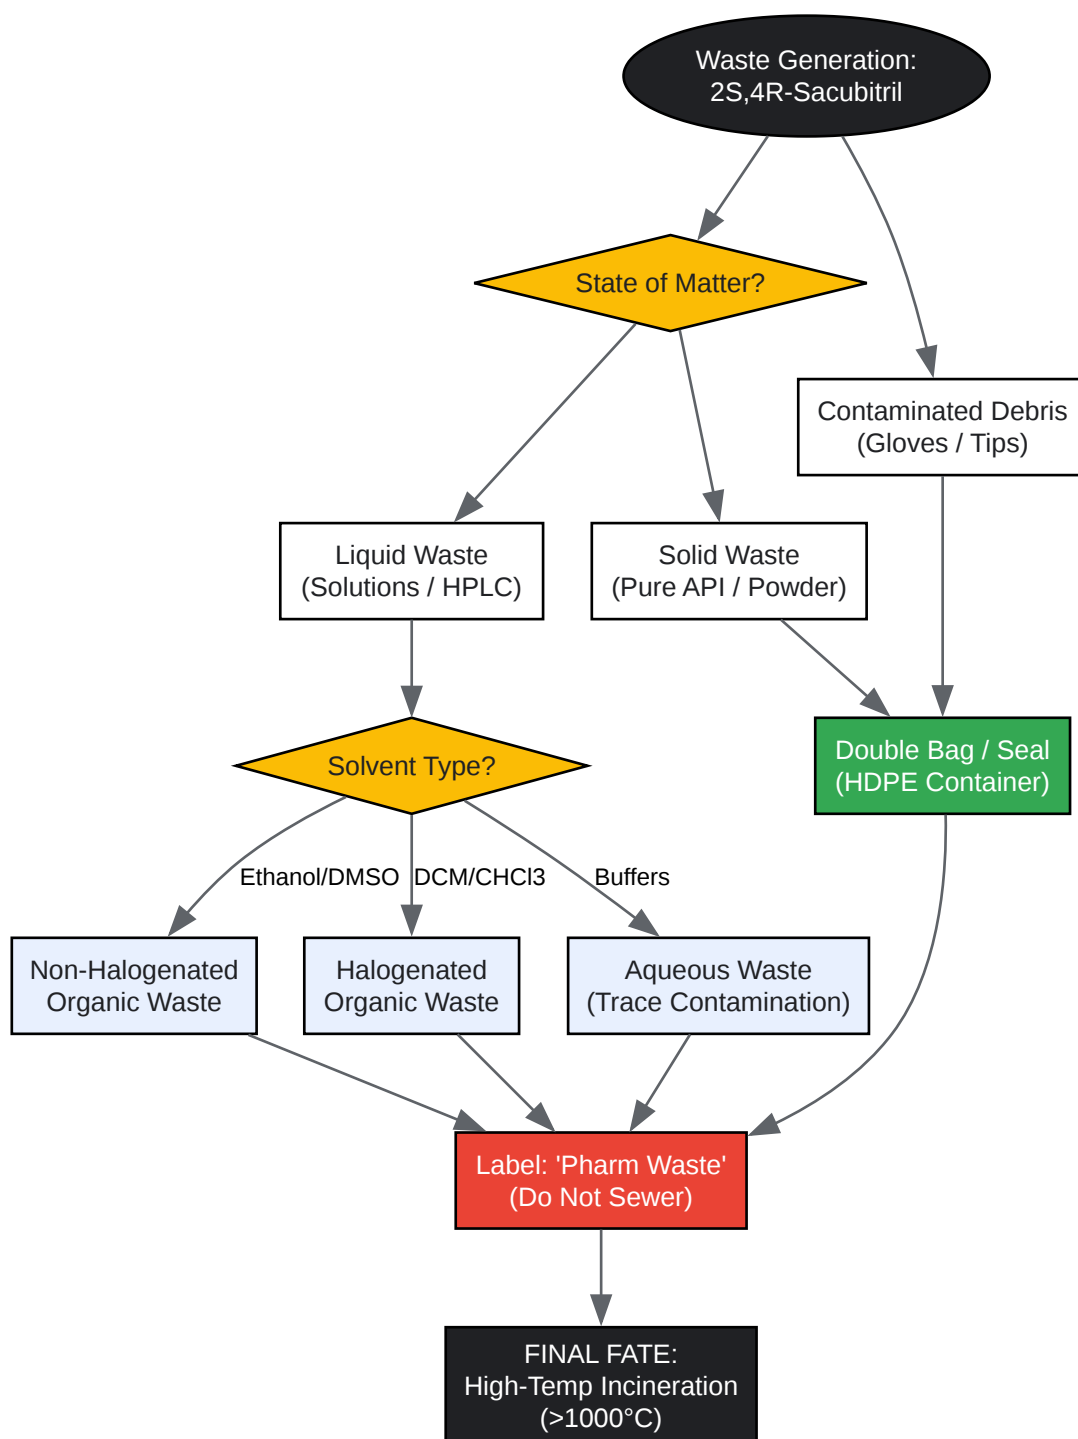 Waste Generation:
2S,4R-Sacubitril
State of Matter?
Contaminated Debris
(Gloves / Tips)
Liquid Waste
(Solutions / HPLC)
Solid Waste
(Pure API / Powder)
Solvent Type?
Double Bag / Seal
(HDPE Container)
Ethanol/DMSO
DCM/CHCl3
Buffers
Non-Halogenated
Organic Waste
Halogenated
Organic Waste
Aqueous Waste
(Trace Contamination)
Label: 'Pharm Waste'
(Do Not Sewer)
FINAL FATE:
High-Temp Incineration
(>1000°C)